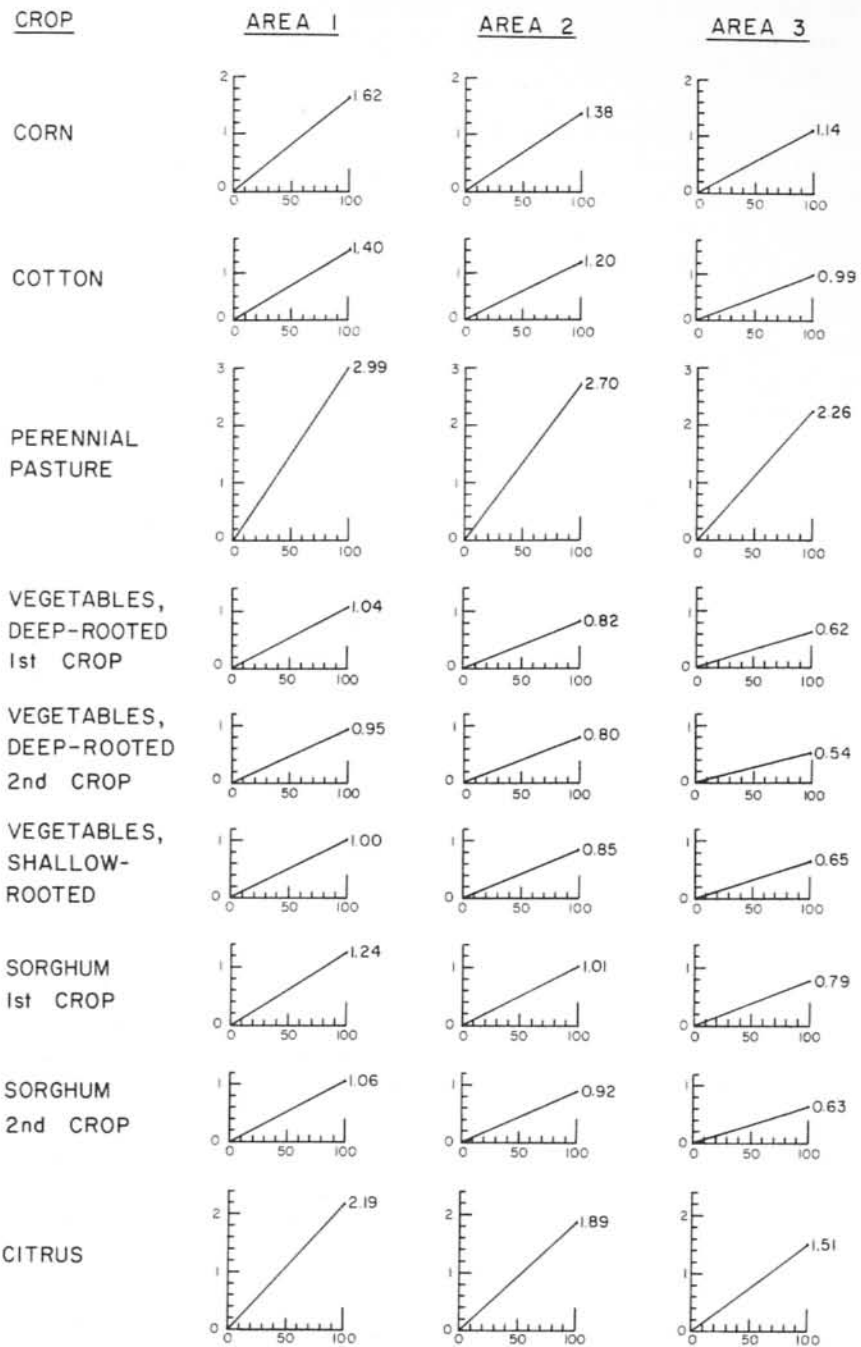 CROP AREA 1 AREA 2 AREA 3
CORN
2 1 0 0 50 100 1.62
2 1 0 0 50 100 1.38
2 1 0 0 50 100 1.14
COTTON
1 0 0 50 100 1.40
1 0 0 50 100 1.20
1 0 0 50 100 0.99
PERENNIAL
PASTURE
3 2 1 0 0 50 100 2.99
3 2 1 0 0 50 100 2.70
3 2 1 0 0 50 100 2.26
VEGETABLES,
DEEP-ROOTED
1st CROP
1 0 0 50 100 1.04
1 0 0 50 100 0.82
1 0 0 50 100 0.62
VEGETABLES,
DEEP-ROOTED
2nd CROP
1 0 0 50 100 0.95
1 0 0 50 100 0.80
1 0 0 50 100 0.54
VEGETABLES,
SHALLOW-
ROOTED
1 0 0 50 100 1.00
1 0 0 50 100 0.85
1 0 0 50 100 0.65
SORGHUM
1st CROP
1 0 0 50 100 1.24
1 0 0 50 100 1.01
1 0 0 50 100 0.79
SORGHUM
2nd CROP
1 0 0 50 100 1.06
1 0 0 50 100 0.92
1 0 0 50 100 0.63
CITRUS
2 1 0 0 50 100 2.19
2 1 0 0 50 100 1.89
2 1 0 0 50 100 1.51